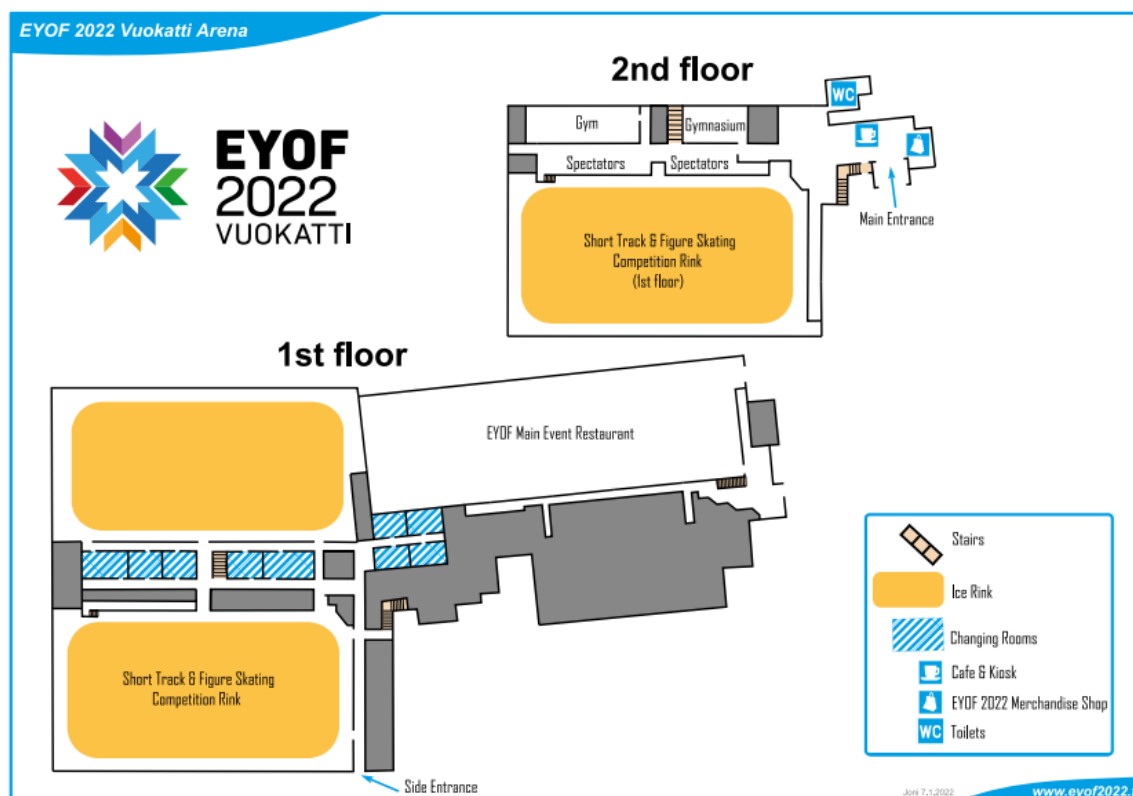 EYOF 2022 Vuokatti Arena
EYOF
2022
VUOKATTI
2nd floor
WC
Gym
Gymnasium
Spectators
Spectators
Main Entrance
Short Track & Figure Skating
Competition Rink
(1st floor)
1st floor
EYOF Main Event Restaurant
Short Track & Figure Skating
Competition Rink
Side Entrance
Stairs
Ice Rink
Changing Rooms
Cafe & Kiosk
EYOF 2022 Merchandise Shop
WC
Toilets
Joni 7.1.2022
www.eyof2022.